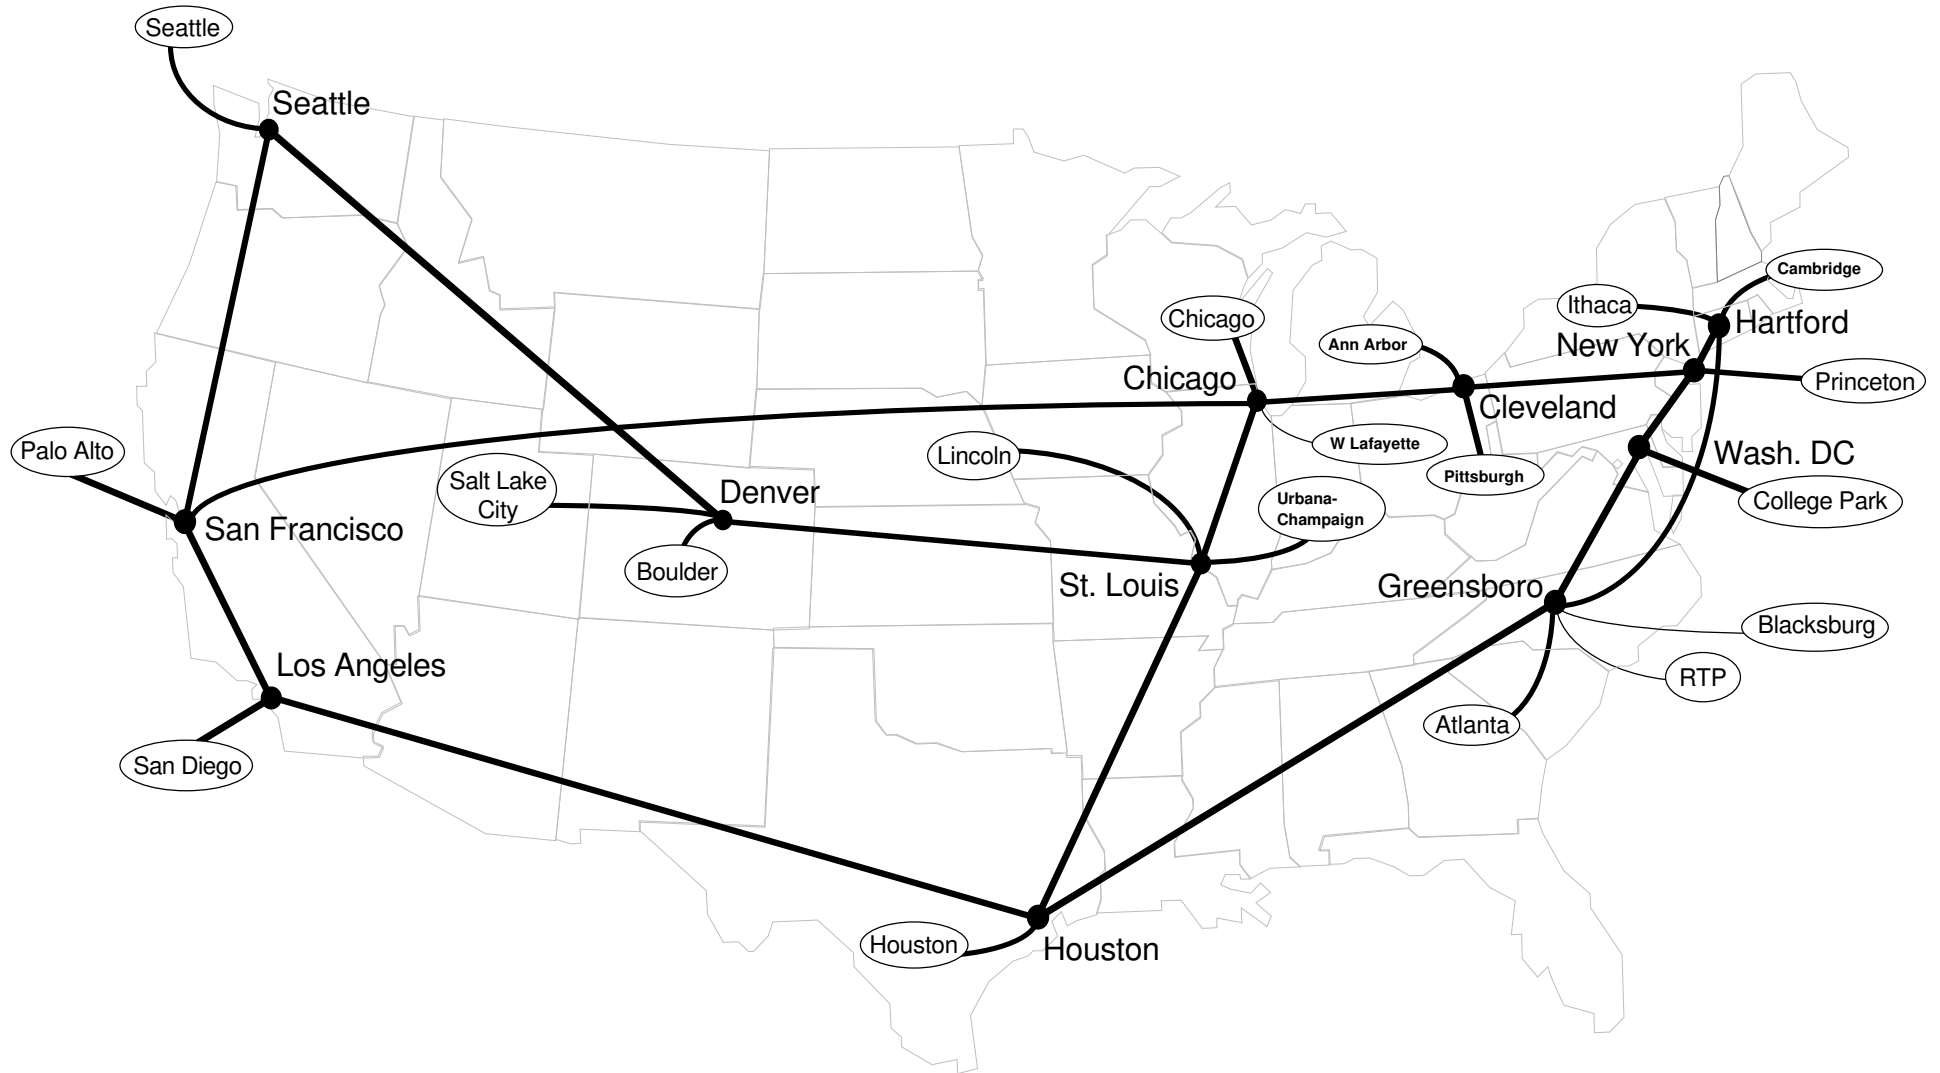 Seattle
Seattle
Cambridge
Ithaca
Hartford
Chicago
Ann Arbor
New York
Chicago
Princeton
Cleveland
Palo Alto
Lincoln
W Lafayette
Wash. DC
Salt Lake
City
Denver
Pittsburgh
Urbana-
Champaign
College Park
San Francisco
Boulder
St. Louis
Greensboro
Blacksburg
Los Angeles
RTP
Atlanta
San Diego
Houston
Houston